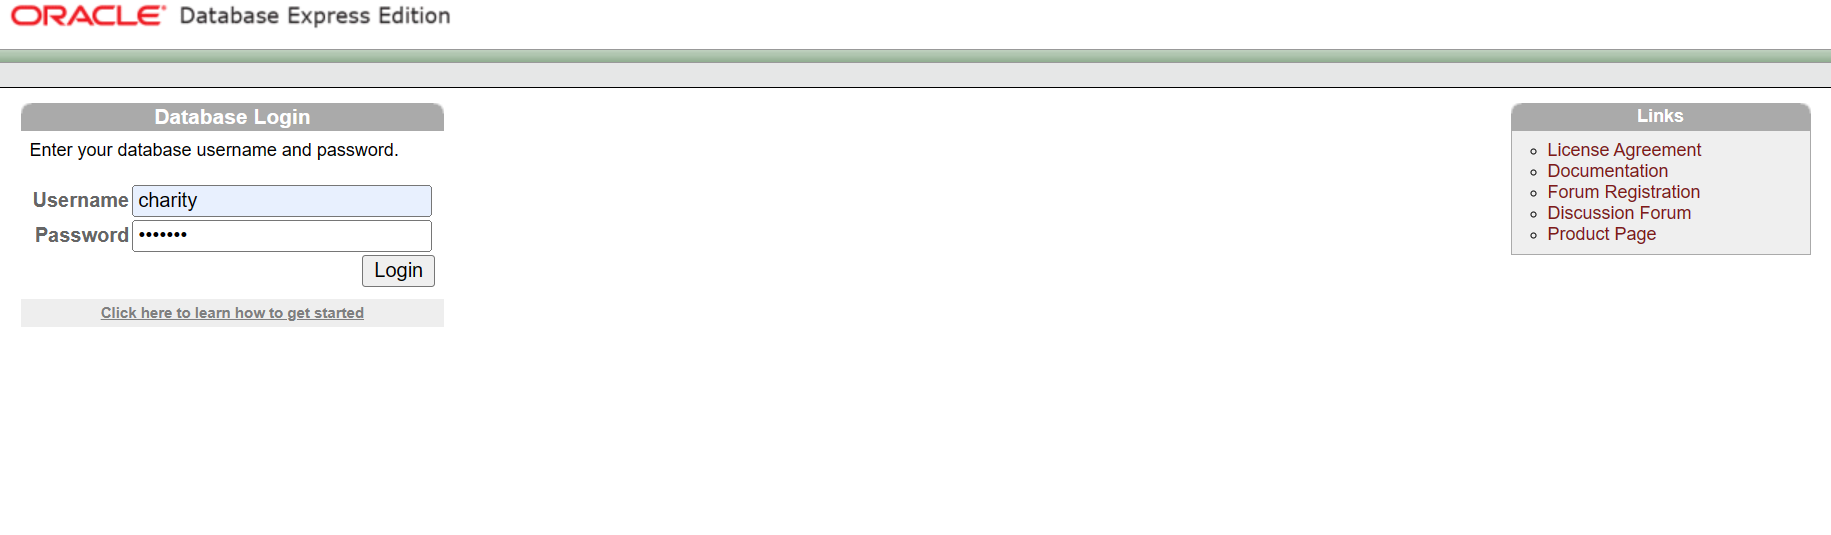 ORACLE Database Express Edition
Database Login
Enter your database username and password.
Username charity
Password •••••••
Login
Click here to learn how to get started
Links
License Agreement
Documentation
Forum Registration
Discussion Forum
Product Page